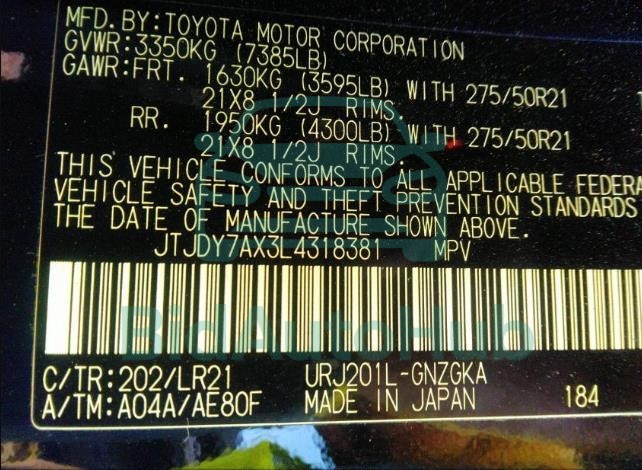 MFD.BY:TOYOTA MOTOR CORPORATION
GVWR:3350KG (7385LB)
GAWR:FRT. 1630KG (3595LB) WITH 275/50R21
21X8 1/2J RIMS.
RR. 1950KG (4300LB) WITH 275/50R21
21X8 1/2J RIMS.
THIS VEHICLE CONFORMS TO ALL APPLICABLE FEDERA
VEHICLE SAFETY AND THEFT PREVENTION STANDARDS
THE DATE OF MANUFACTURE SHOWN ABOVE.
JTJDY7AX3L4318381 MPV
BidAutoHub
C/TR:202/LR21 URJ201L-GNZGKA
A/TM:A04A/AE80F MADE IN JAPAN 184